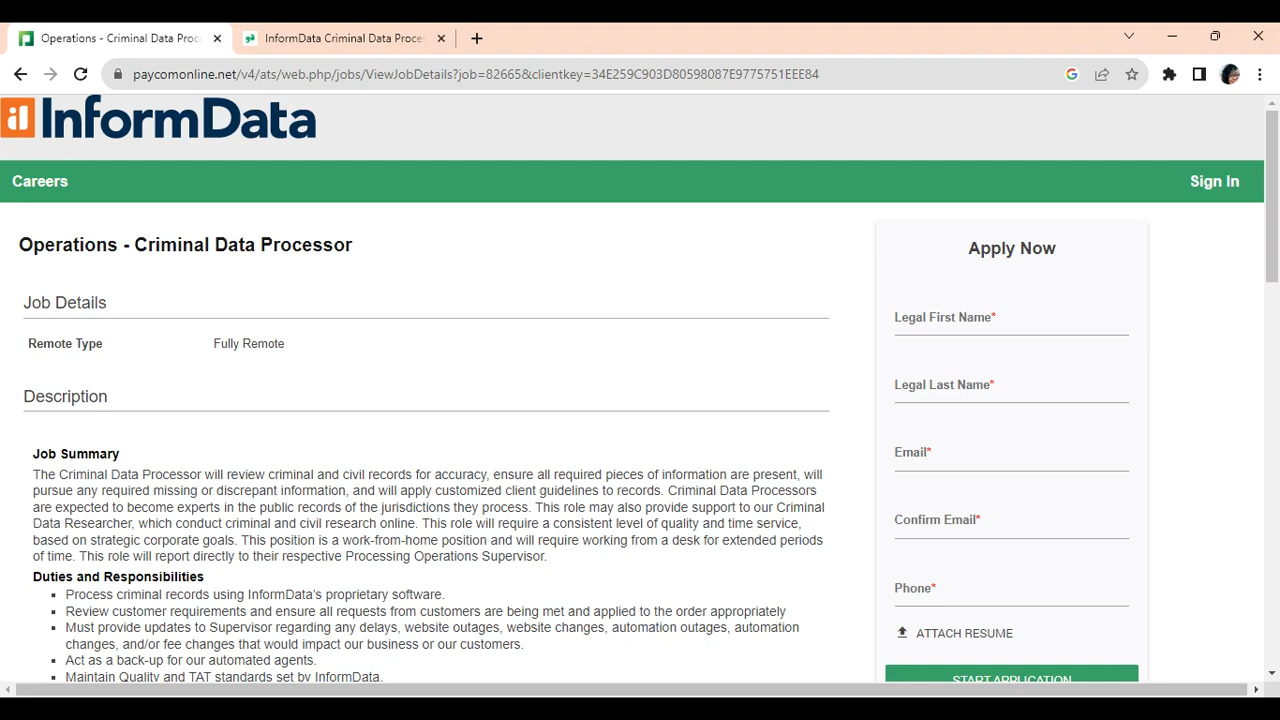 Operations - Criminal Data Proc
InformData Criminal Data Proce
paycomonline.net/v4/ats/web.php/jobs/ViewJobDetails?job=82665&clientkey=34E259C903D80598087E9775751EEE84
InformData
Careers
Sign In
Operations - Criminal Data Processor
Job Details
Remote Type Fully Remote
Description
Job Summary
The Criminal Data Processor will review criminal and civil records for accuracy, ensure all required pieces of information are present, will
pursue any required missing or discrepant information, and will apply customized client guidelines to records. Criminal Data Processors
are expected to become experts in the public records of the jurisdictions they process. This role may also provide support to our Criminal
Data Researcher, which conduct criminal and civil research online. This role will require a consistent level of quality and time service,
based on strategic corporate goals. This position is a work-from-home position and will require working from a desk for extended periods
of time. This role will report directly to their respective Processing Operations Supervisor.
Duties and Responsibilities
Process criminal records using InformData's proprietary software.
Review customer requirements and ensure all requests from customers are being met and applied to the order appropriately
Must provide updates to Supervisor regarding any delays, website outages, website changes, automation outages, automation
changes, and/or fee changes that would impact our business or our customers.
Act as a back-up for our automated agents.
Maintain Quality and TAT standards set by InformData.
Apply Now
Legal First Name*
Legal Last Name*
Email*
Confirm Email*
Phone*
ATTACH RESUME
START APPLICATION